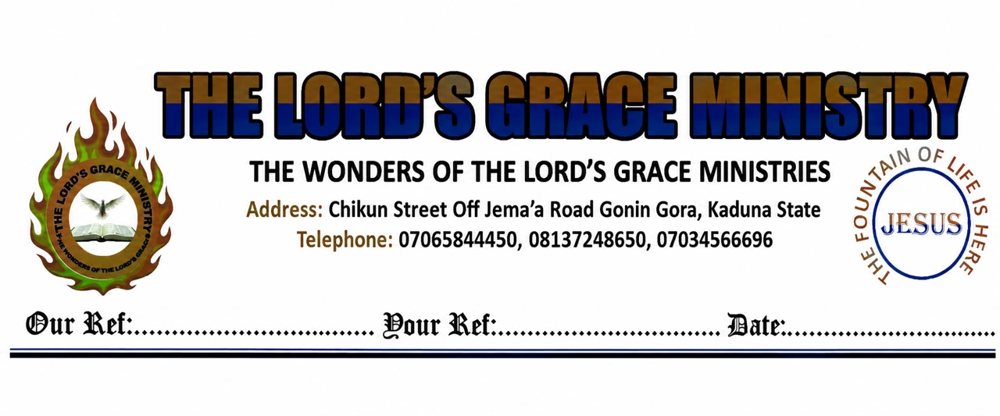 THE LORD'S GRACE MINISTRY
THE WONDERS OF THE LORD'S GRACE MINISTRIES
Address: Chikun Street Off Jema'a Road Gonin Gora, Kaduna State
Telephone: 07065844450, 08137248650, 07034566696
THE LORD'S GRACE MINISTRY
THE WONDERS OF THE LORD'S GRACE
THE FOUNTAIN OF LIFE IS HERE
JESUS
Our Ref:................................ Your Ref:.............................. Date:............................